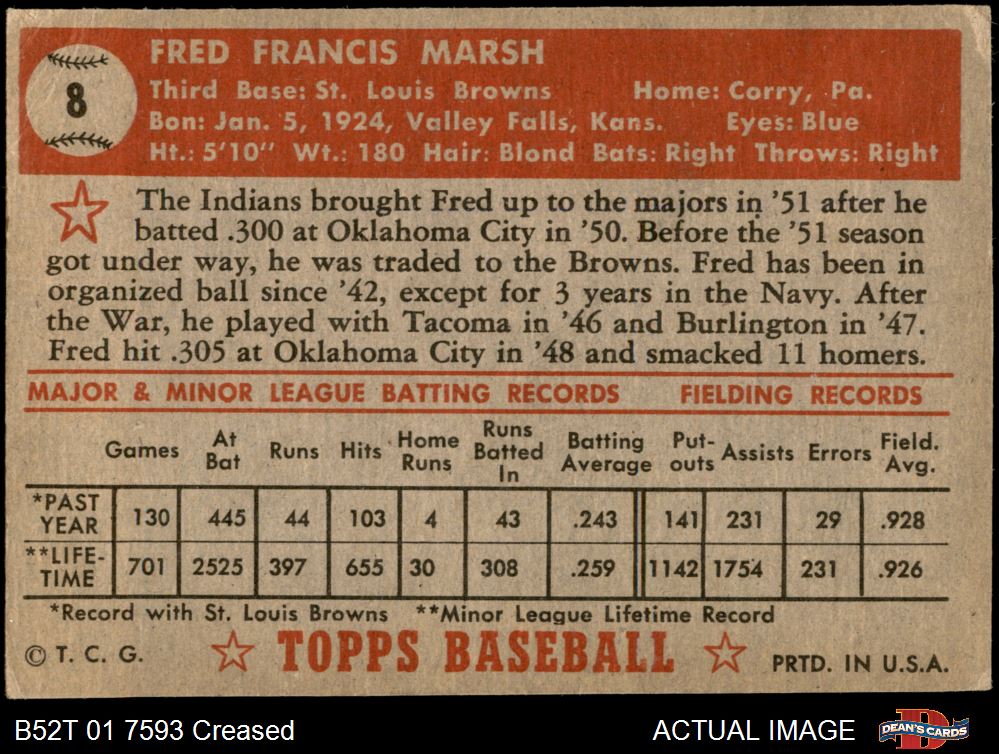 8
FRED FRANCIS MARSH
Third Base: St. Louis Browns Home: Corry, Pa.
Bon: Jan. 5, 1924, Valley Falls, Kans. Eyes: Blue
Ht.: 5'10" Wt.: 180 Hair: Blond Bats: Right Throws: Right
The Indians brought Fred up to the majors in '51 after he
batted .300 at Oklahoma City in '50. Before the '51 season
got under way, he was traded to the Browns. Fred has been in
organized ball since '42, except for 3 years in the Navy. After
the War, he played with Tacoma in '46 and Burlington in '47.
Fred hit .305 at Oklahoma City in '48 and smacked 11 homers.
MAJOR & MINOR LEAGUE BATTING RECORDS FIELDING RECORDS
Games At Bat Runs Hits Home Runs Runs Batted In Batting Average Put-outs Assists Errors Field. Avg.
*PAST YEAR 130 445 44 103 4 43 .243 141 231 29 .928
**LIFE-TIME 701 2525 397 655 30 308 .259 1142 1754 231 .926
*Record with St. Louis Browns **Minor League Lifetime Record
© T. C. G. TOPPS BASEBALL PRTD. IN U.S.A.
B52T 01 7593 Creased ACTUAL IMAGE D DEAN'S CARDS